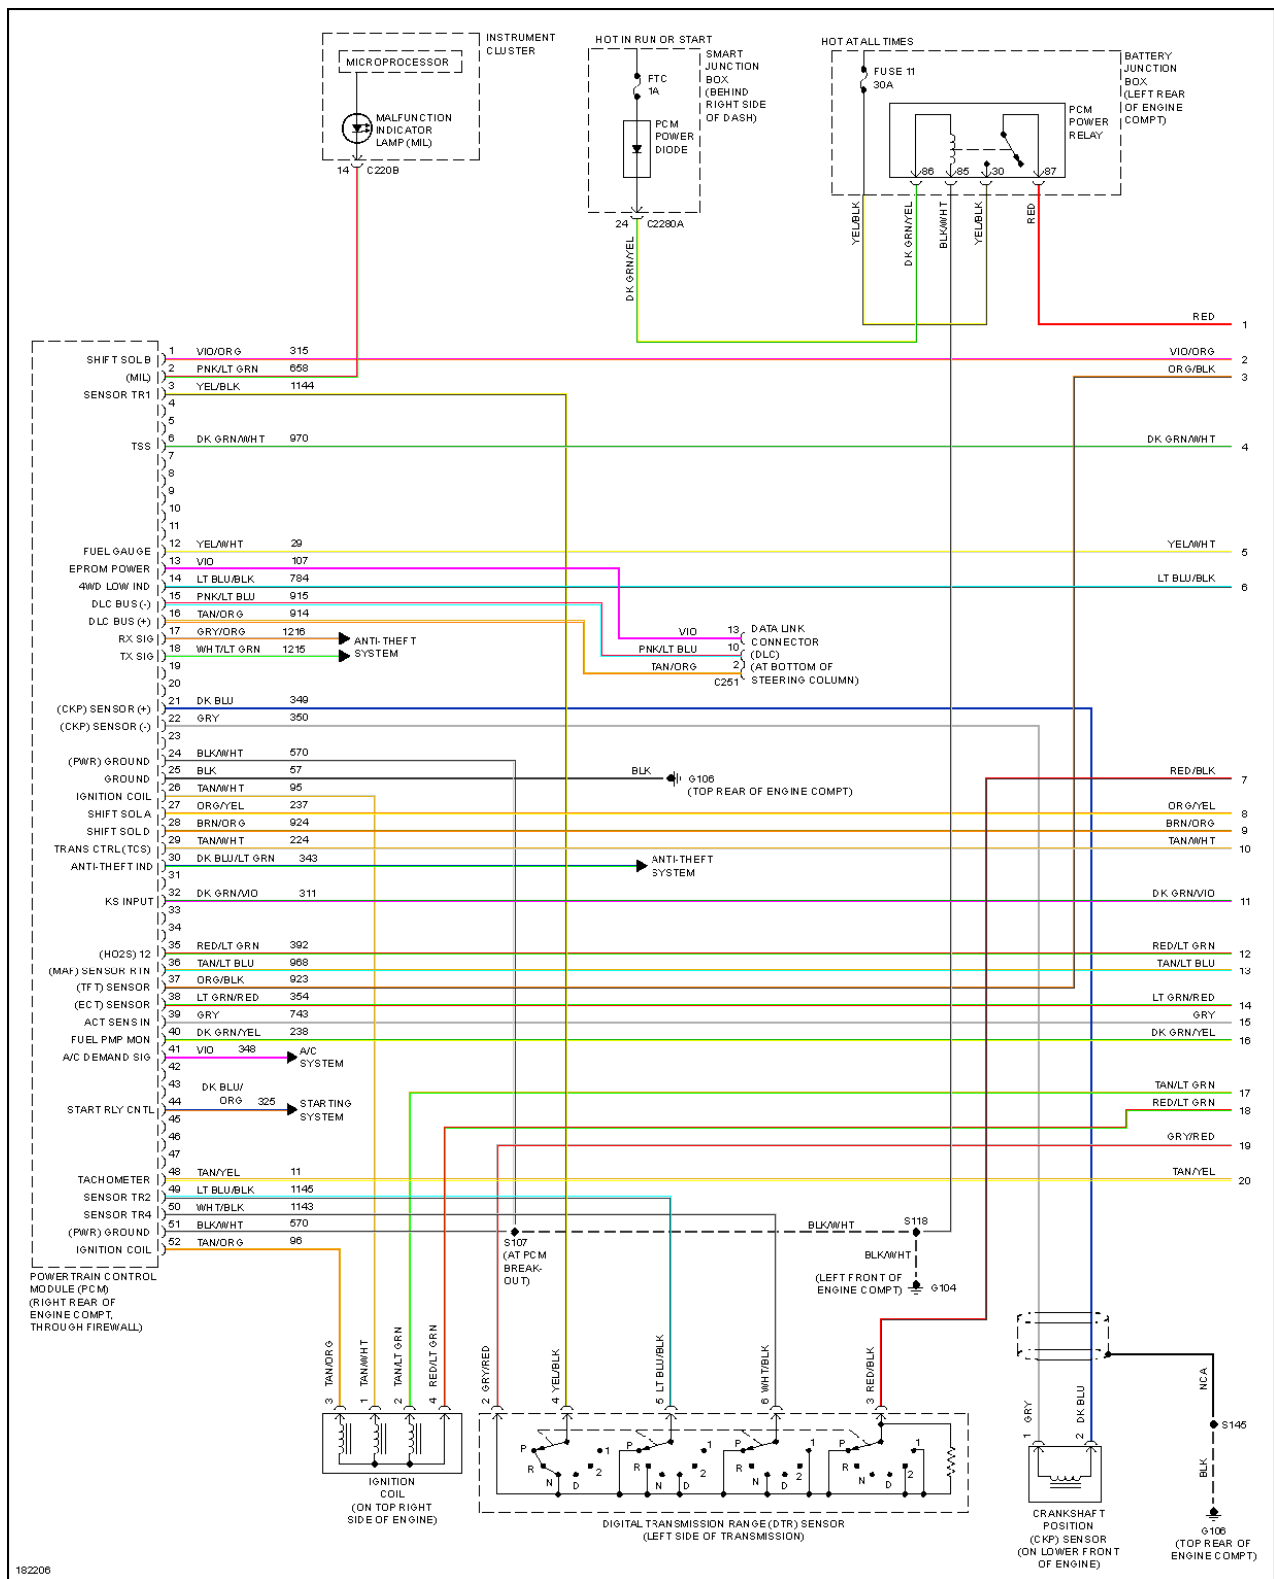 INSTRUMENT
CLUSTER
MICROPROCESSOR
MALFUNCTION
INDICATOR
LAMP (MIL)
14 C220B
HOT IN RUN OR START
SMART
JUNCTION
BOX
(BEHIND
RIGHT SIDE
OF DASH)
FTC
1A
PCM
POWER
DIODE
24 C2280A
DK GRN/YEL
HOT AT ALL TIMES
FUSE 11
30A
BATTERY
JUNCTION
BOX
(LEFT REAR
OF ENGINE
COMPT)
PCM
POWER
RELAY
86 85 30 87
YEL/BLK
DK GRN/YEL
BLK/WHT
YEL/BLK
RED
RED 1
SHIFT SOL B 1 VIO/ORG 315 VIO/ORG 2
(MIL) 2 PNK/LT GRN 658 ORG/BLK 3
SENSOR TR1 3 YEL/BLK 1144
4
5
TSS 6 DK GRN/WHT 970 DK GRN/WHT 4
7
8
9
10
11
FUEL GAUGE 12 YEL/WHT 29 YEL/WHT 5
EPROM POWER 13 VIO 107
4WD LOW IND 14 LT BLU/BLK 784 LT BLU/BLK 6
DLC BUS (-) 15 PNK/LT BLU 915
DLC BUS (+) 16 TAN/ORG 914
RX SIG 17 GRY/ORG 1216
TX SIG 18 WHT/LT GRN 1215
ANTI-THEFT
SYSTEM
VIO 13
PNK/LT BLU 10
TAN/ORG 2
C251
DATA LINK
CONNECTOR
(DLC)
(AT BOTTOM OF
STEERING COLUMN)
19
20
(CKP) SENSOR (+) 21 DK BLU 349
(CKP) SENSOR (-) 22 GRY 350
23
(PWR) GROUND 24 BLK/WHT 570
GROUND 25 BLK 57 BLK G106
(TOP REAR OF ENGINE COMPT)
RED/BLK 7
IGNITION COIL 26 TAN/WHT 95
SHIFT SOL A 27 ORG/YEL 237 ORG/YEL 8
SHIFT SOL D 28 BRN/ORG 924 BRN/ORG 9
TRANS CTRL (TCS) 29 TAN/WHT 224 TAN/WHT 10
ANTI-THEFT IND 30 DK BLU/LT GRN 343 ANTI-THEFT
SYSTEM
31
KS INPUT 32 DK GRN/VIO 311 DK GRN/VIO 11
33
34
(HO2S) 12 35 RED/LT GRN 392 RED/LT GRN 12
(MAF) SENSOR RTN 36 TAN/LT BLU 968 TAN/LT BLU 13
(TFT) SENSOR 37 ORG/BLK 923
(ECT) SENSOR 38 LT GRN/RED 354 LT GRN/RED 14
ACT SENS IN 39 GRY 743 GRY 15
FUEL PMP MON 40 DK GRN/YEL 238 DK GRN/YEL 16
A/C DEMAND SIG 41 VIO 348 A/C
SYSTEM
42
43
DK BLU/
START RLY CNTL 44 ORG 325 STARTING
SYSTEM
TAN/LT GRN 17
RED/LT GRN 18
45
46
47
GRY/RED 19
TACHOMETER 48 TAN/YEL 11 TAN/YEL 20
SENSOR TR2 49 LT BLU/BLK 1145
SENSOR TR4 50 WHT/BLK 1143
(PWR) GROUND 51 BLK/WHT 570
IGNITION COIL 52 TAN/ORG 96
POWERTRAIN CONTROL
MODULE (PCM)
(RIGHT REAR OF
ENGINE COMPT,
THROUGH FIREWALL)
S107
(AT PCM
BREAK-
OUT)
BLK/WHT
S118
BLK/WHT
(LEFT FRONT OF
ENGINE COMPT)
G104
3 TAN/ORG
1 TAN/WHT
2 TAN/LT GRN
4 RED/LT GRN
2 GRY/RED
4 YEL/BLK
5 LT BLU/BLK
6 WHT/BLK
3 RED/BLK
IGNITION
COIL
(ON TOP RIGHT
SIDE OF ENGINE)
P R N D 2 1
P R N D 2 1
P R N D 2 1
P R N D 2 1
DIGITAL TRANSMISSION RANGE (DTR) SENSOR
(LEFT SIDE OF TRANSMISSION)
1 GRY
2 DK BLU
CRANKSHAFT
POSITION
(CKP) SENSOR
(ON LOWER FRONT
OF ENGINE)
NCA
S145
BLK
G106
(TOP REAR OF
ENGINE COMPT)
182206